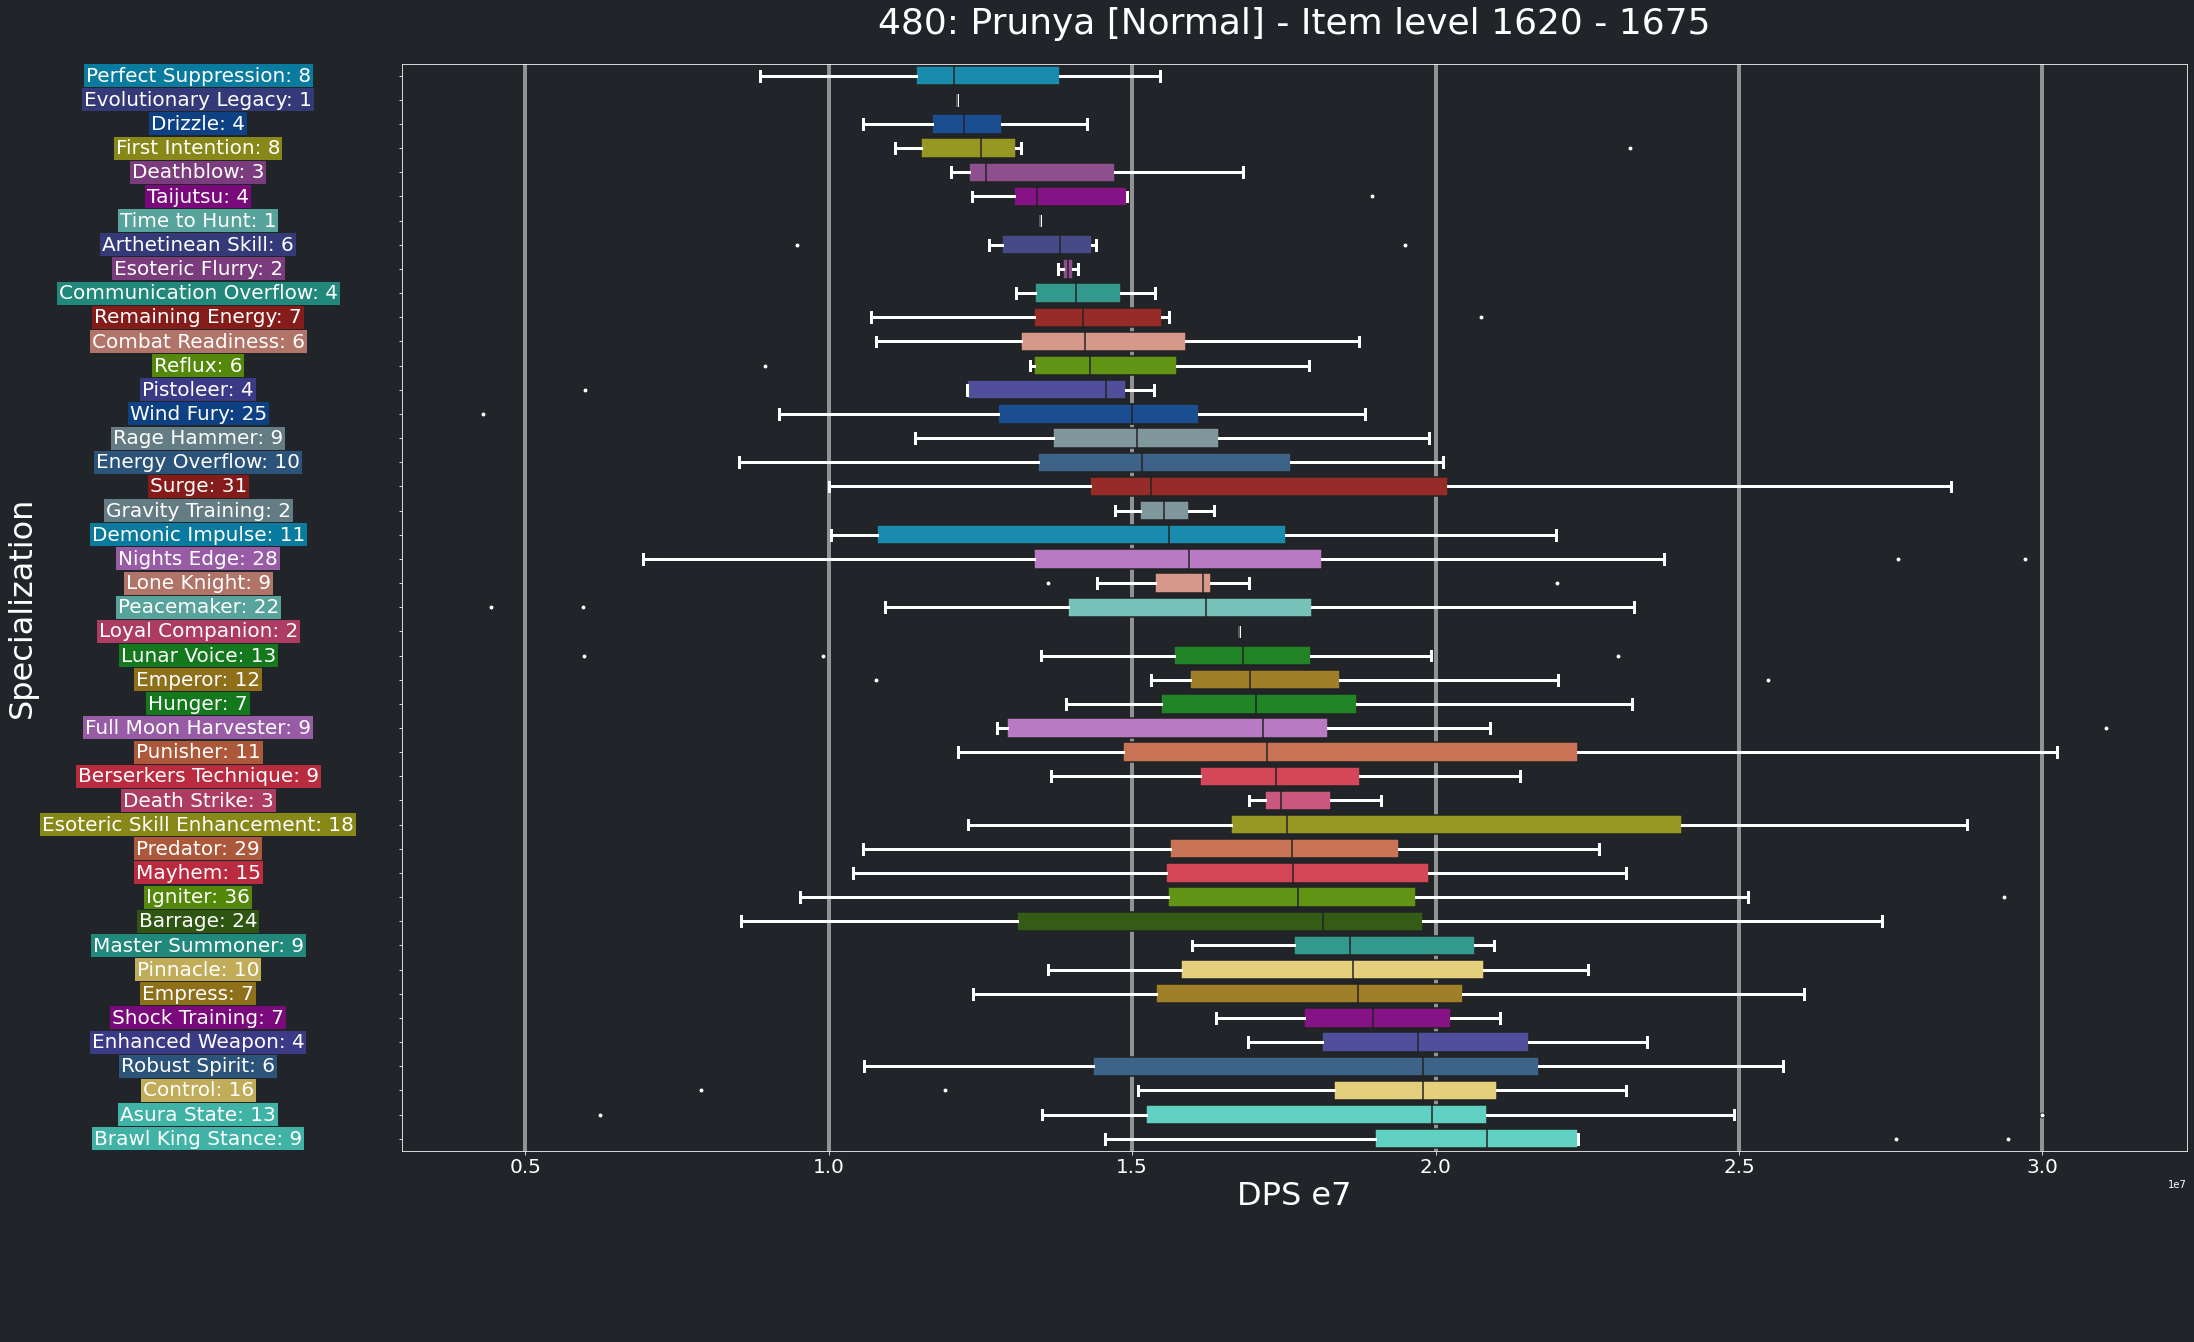 480: Prunya [Normal] - Item level 1620 - 1675
Perfect Suppression: 8
Evolutionary Legacy: 1
Drizzle: 4
First Intention: 8
Deathblow: 3
Taijutsu: 4
Time to Hunt: 1
Arthetinean Skill: 6
Esoteric Flurry: 2
Communication Overflow: 4
Remaining Energy: 7
Combat Readiness: 6
Reflux: 6
Pistoleer: 4
Wind Fury: 25
Rage Hammer: 9
Energy Overflow: 10
Surge: 31
Gravity Training: 2
Demonic Impulse: 11
Nights Edge: 28
Lone Knight: 9
Peacemaker: 22
Loyal Companion: 2
Lunar Voice: 13
Emperor: 12
Hunger: 7
Full Moon Harvester: 9
Punisher: 11
Berserkers Technique: 9
Death Strike: 3
Esoteric Skill Enhancement: 18
Predator: 29
Mayhem: 15
Igniter: 36
Barrage: 24
Master Summoner: 9
Pinnacle: 10
Empress: 7
Shock Training: 7
Enhanced Weapon: 4
Robust Spirit: 6
Control: 16
Asura State: 13
Brawl King Stance: 9
Specialization
0.5 1.0 1.5 2.0 2.5 3.0
1e7
DPS e7